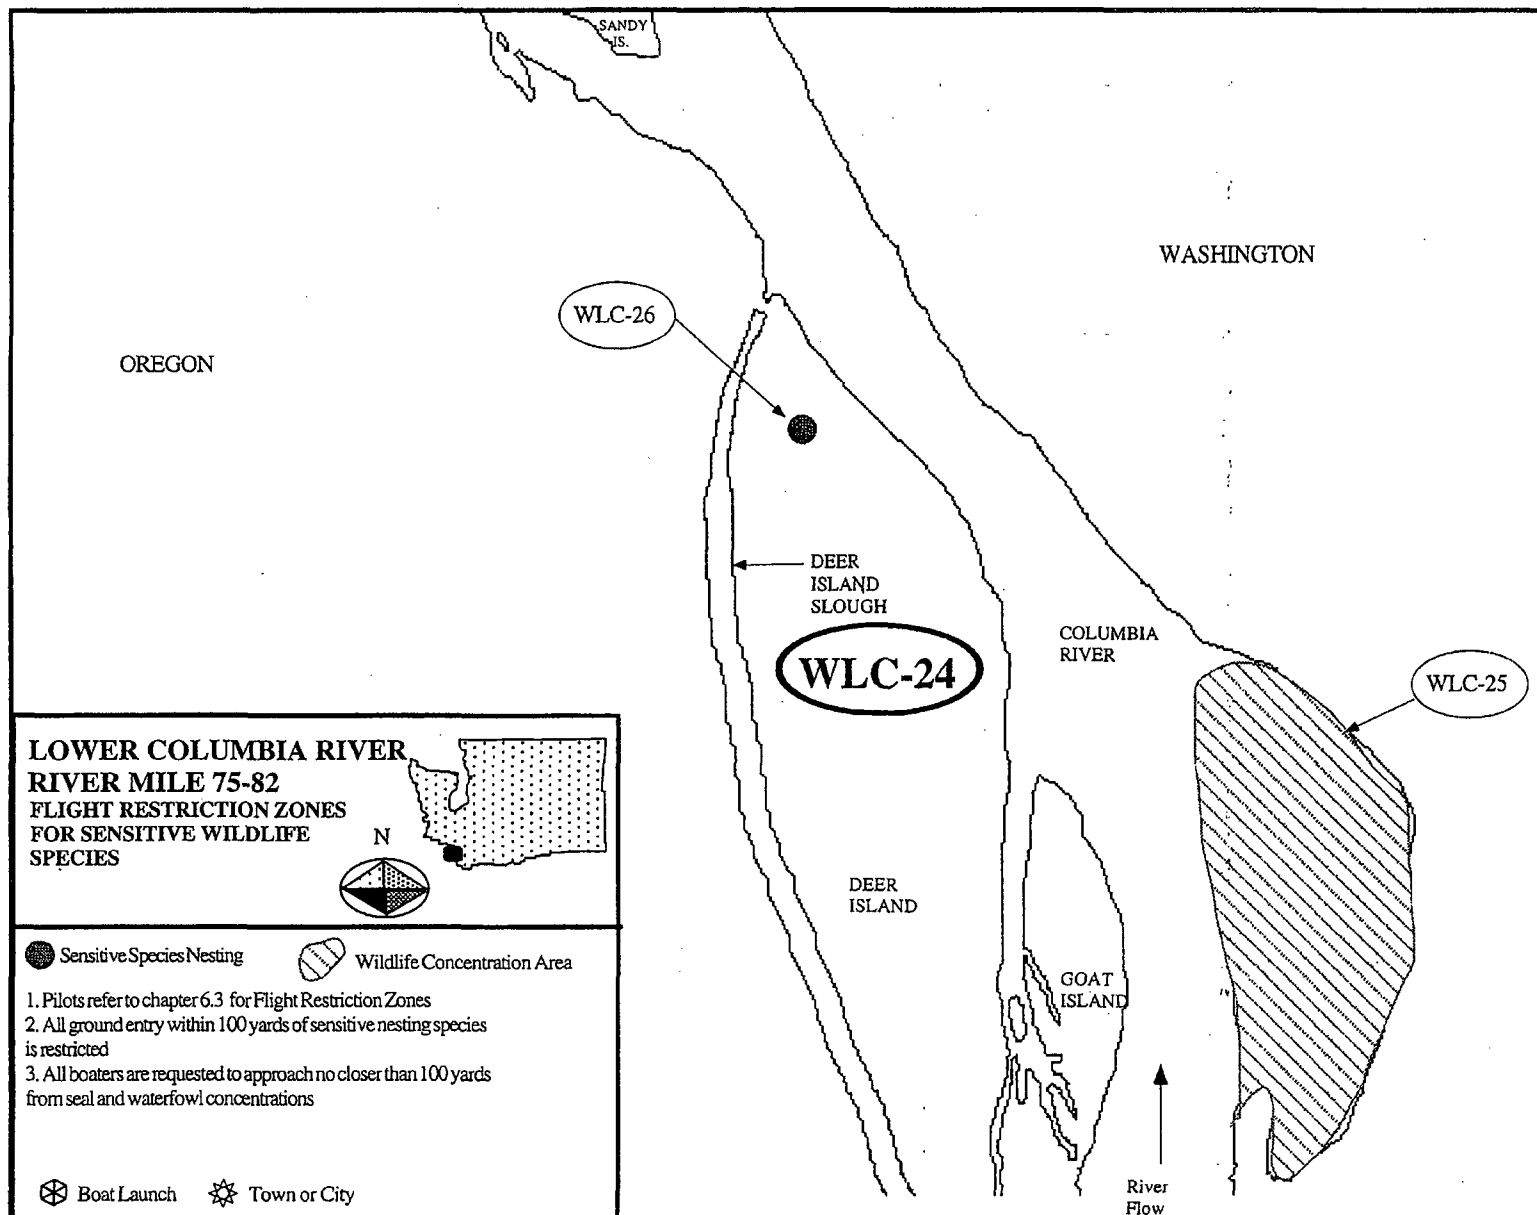 SANDY
IS.
WASHINGTON
WLC-26
OREGON
DEER
ISLAND
SLOUGH
COLUMBIA
RIVER
WLC-24
WLC-25
LOWER COLUMBIA RIVER
RIVER MILE 75-82
FLIGHT RESTRICTION ZONES
FOR SENSITIVE WILDLIFE
SPECIES
N
DEER
ISLAND
GOAT
ISLAND
Sensitive Species Nesting
Wildlife Concentration Area
1. Pilots refer to chapter 6.3 for Flight Restriction Zones
2. All ground entry within 100 yards of sensitive nesting species
is restricted
3. All boaters are requested to approach no closer than 100 yards
from seal and waterfowl concentrations
Boat Launch
Town or City
River
Flow